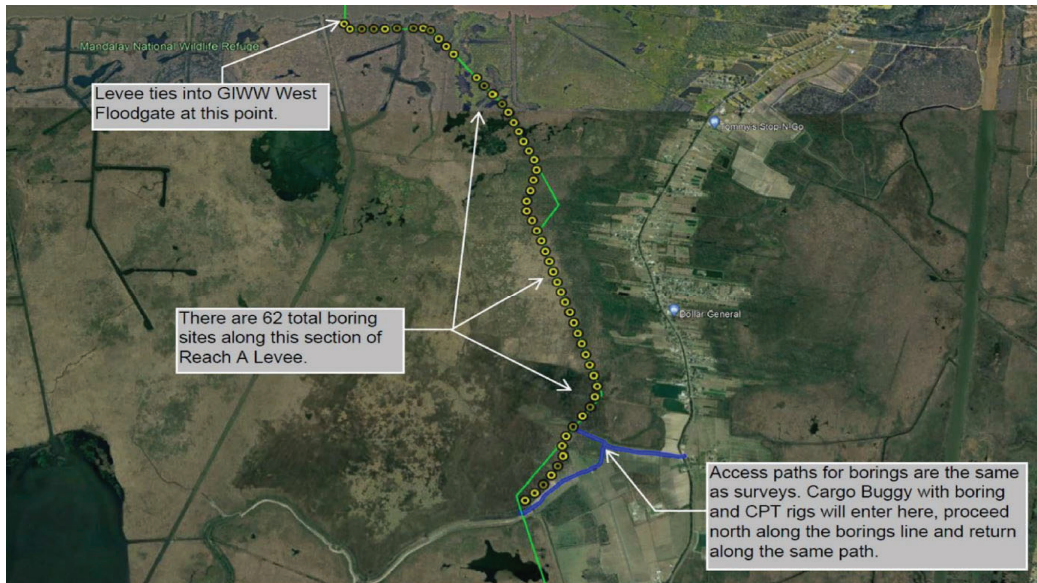 Mandalay National Wildlife Refuge
Levee ties into GIWW West
Floodgate at this point.
Tommy's Stop-N-Go
There are 62 total boring
sites along this section of
Reach A Levee.
Dollar General
Access paths for borings are the same
as surveys. Cargo Buggy with boring
and CPT rigs will enter here, proceed
north along the borings line and return
along the same path.